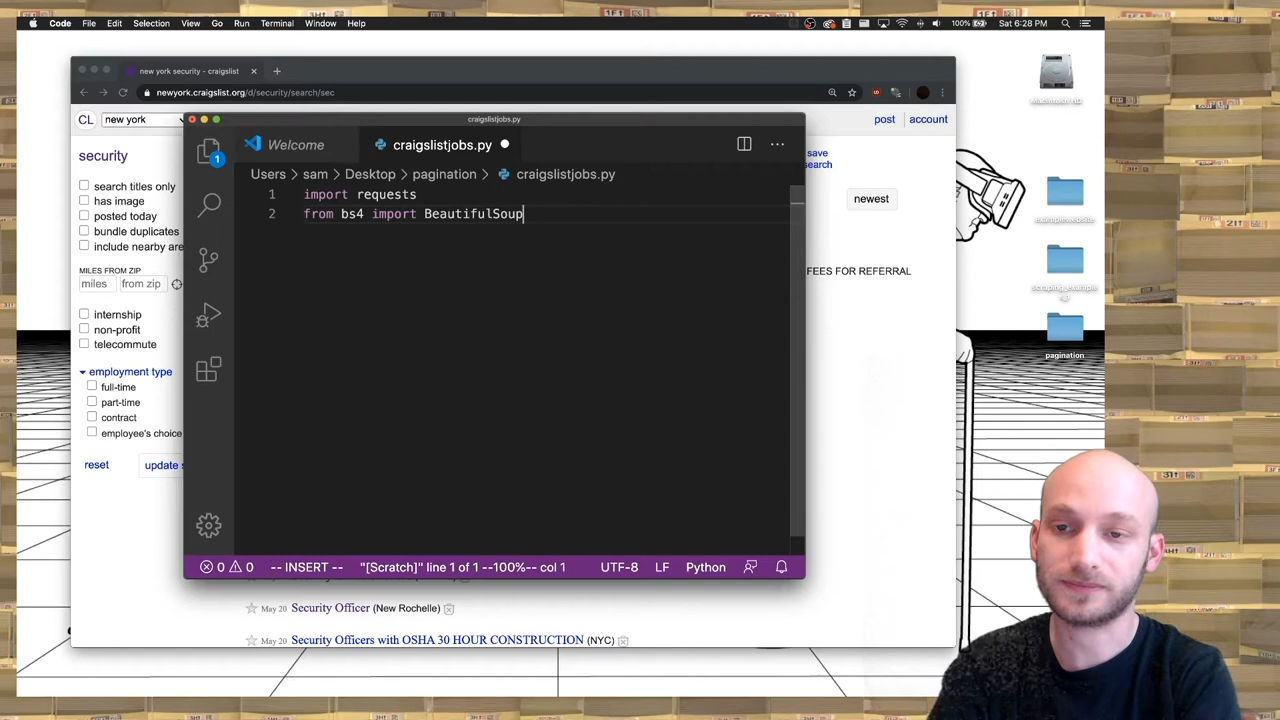 Code File Edit Selection View Go Run Terminal Window Help
100% Sat 6:28 PM
new york security - craigslist
newyork.craigslist.org/d/security/search/sec
CL new york
post account
security
search titles only
has image
posted today
bundle duplicates
include nearby are
MILES FROM ZIP
miles from zip
internship
non-profit
telecommute
employment type
full-time
part-time
contract
employee's choice
reset update s
save
search
newest
FEES FOR REFERRAL
craigslistjobs.py
Welcome craigslistjobs.py
1
Users > sam > Desktop > pagination > craigslistjobs.py
1 import requests
2 from bs4 import BeautifulSoup
0 0 -- INSERT -- "[Scratch]" line 1 of 1 --100%-- col 1 UTF-8 LF Python
May 20 Security Officer (New Rochelle)
May 20 Security Officers with OSHA 30 HOUR CONSTRUCTION (NYC)
Macintosh HD
examplewebsite
pagination